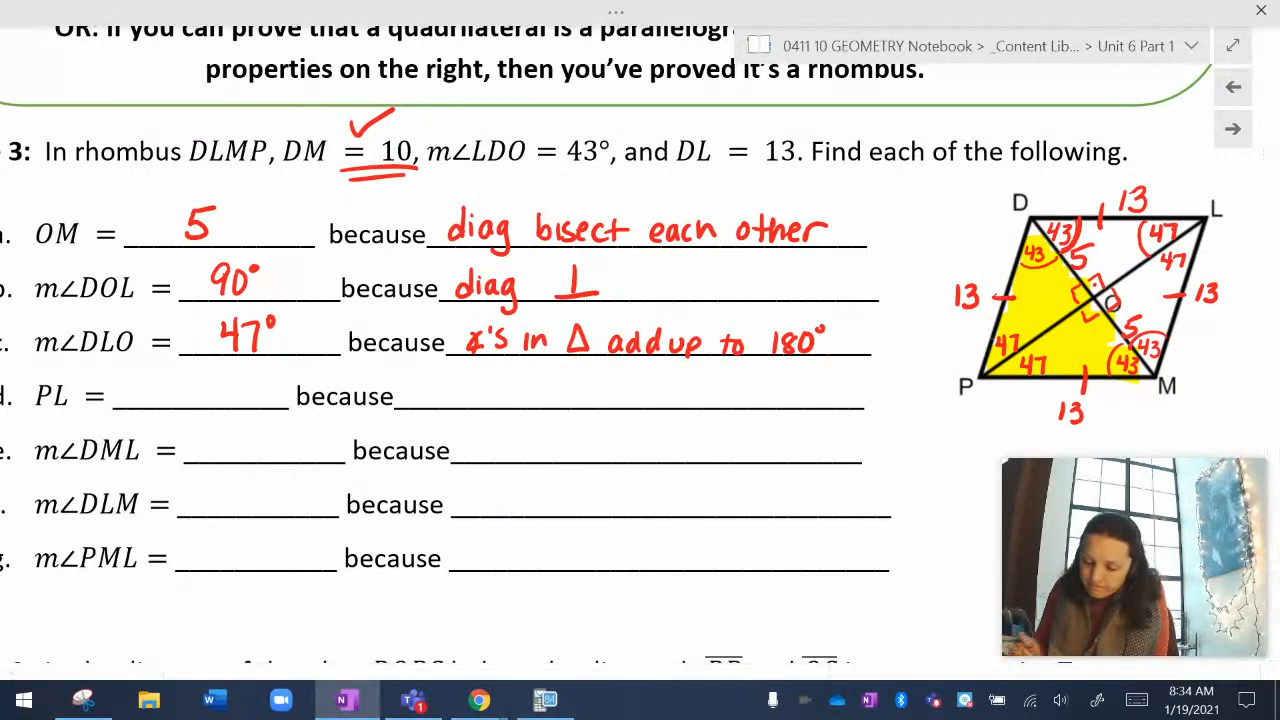 OR: If you can prove that a quadrilateral is a parallelogr
0411 10 GEOMETRY Notebook > _Content Lib... > Unit 6 Part 1
properties on the right, then you've proved it's a rhombus.
3: In rhombus DLMP, DM = 10, m∠LDO = 43°, and DL = 13. Find each of the following.
OM = 5 because diag bisect each other
m∠DOL = 90° because diag ⊥
m∠DLO = 47° because ∡'s in △ add up to 180°
d. PL = because
e. m∠DML = because
m∠DLM = because
g. m∠PML = because
D 13 L
43 47
43 5 47
13 O 13
5
47 43
47 43
P M
13
8:34 AM
1/19/2021